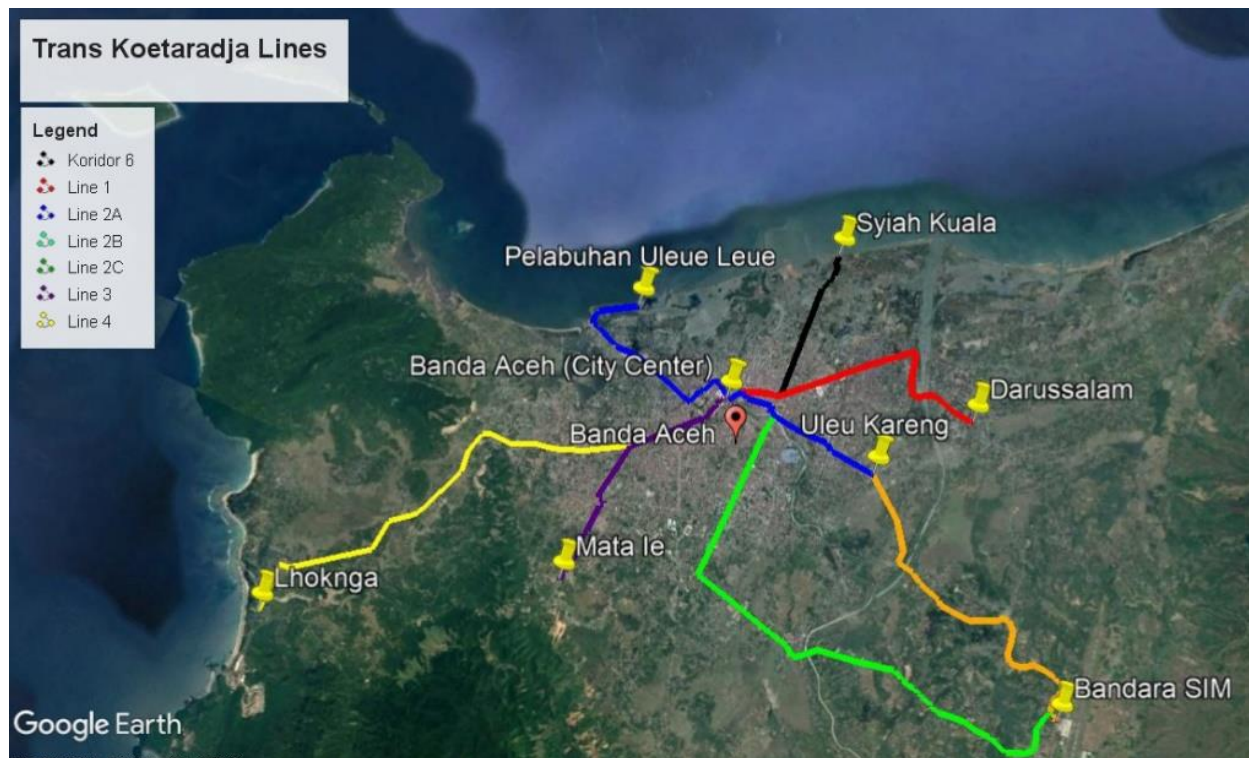 Trans Koetaradja Lines
Legend
Koridor 6
Line 1
Line 2A
Line 2B
Line 2C
Line 3
Line 4
Syiah Kuala
Pelabuhan Uleue Leue
Banda Aceh (City Center)
Darussalam
Uleu Kareng
Banda Aceh
Mata Ie
Lhoknga
Bandara SIM
Google Earth